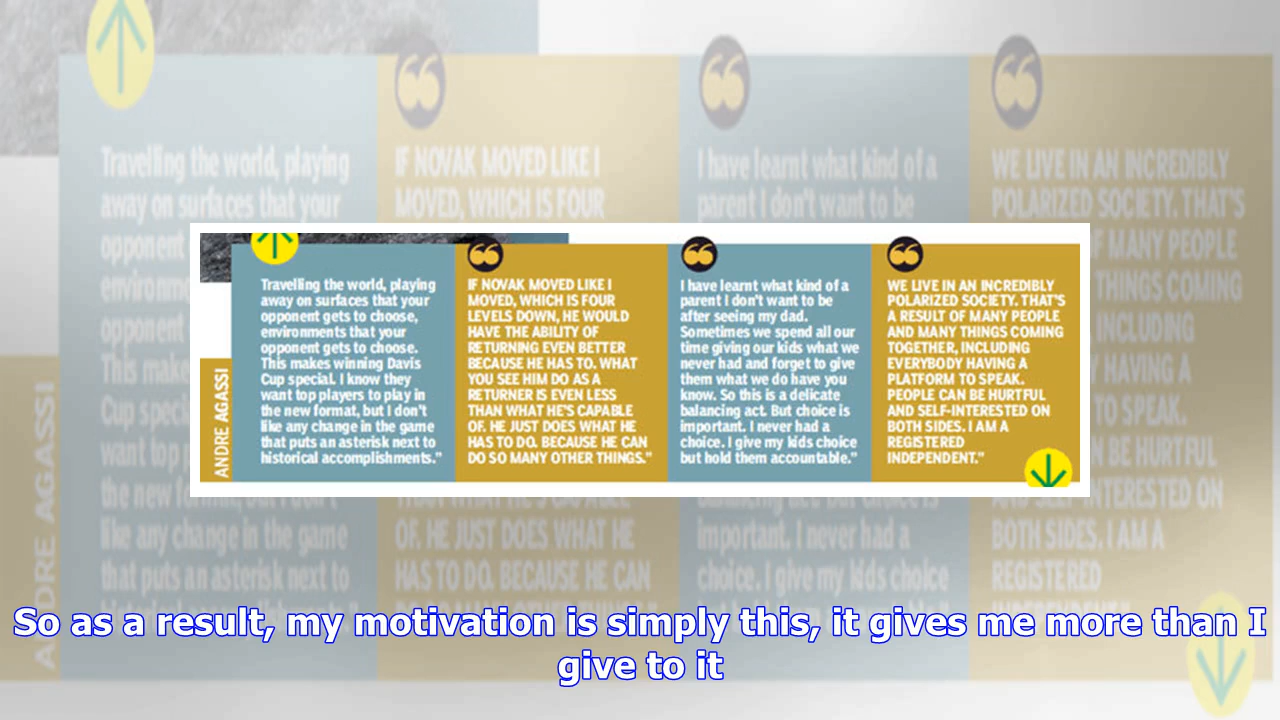 ANDRE AGASSI
Travelling the world, playing
away on surfaces that your
opponent gets to choose,
environments that your
opponent gets to choose.
This makes winning Davis
Cup special. I know they
want top players to play in
the new format, but I don't
like any change in the game
that puts an asterisk next to
historical accomplishments."
IF NOVAK MOVED LIKE I
MOVED, WHICH IS FOUR
LEVELS DOWN, HE WOULD
HAVE THE ABILITY OF
RETURNING EVEN BETTER
BECAUSE HE HAS TO. WHAT
YOU SEE HIM DO AS A
RETURNER IS EVEN LESS
THAN WHAT HE'S CAPABLE
OF. HE JUST DOES WHAT HE
HAS TO DO. BECAUSE HE CAN
DO SO MANY OTHER THINGS."
I have learnt what kind of a
parent I don't want to be
after seeing my dad.
Sometimes we spend all our
time giving our kids what we
never had and forget to give
them what we do have you
know. So this is a delicate
balancing act. But choice is
important. I never had a
choice. I give my kids choice
but hold them accountable."
WE LIVE IN AN INCREDIBLY
POLARIZED SOCIETY. THAT'S
A RESULT OF MANY PEOPLE
AND MANY THINGS COMING
TOGETHER, INCLUDING
EVERYBODY HAVING A
PLATFORM TO SPEAK.
PEOPLE CAN BE HURTFUL
AND SELF-INTERESTED ON
BOTH SIDES. I AM A
REGISTERED
INDEPENDENT."
So as a result, my motivation is simply this, it gives me more than I
give to it